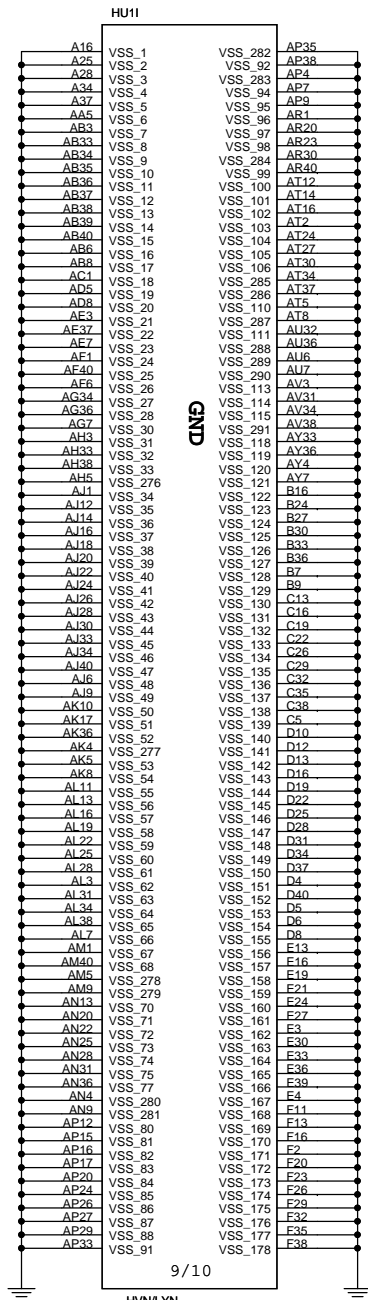 HU1I
A16 VSS_1 VSS_282 AP35
A25 VSS_2 VSS_92 AP38
A28 VSS_3 VSS_283 AP4
A34 VSS_4 VSS_94 AP7
A37 VSS_5 VSS_95 AP9
AA5 VSS_6 VSS_96 AR1
AB3 VSS_7 VSS_97 AR20
AB33 VSS_8 VSS_98 AR23
AB34 VSS_9 VSS_284 AR30
AB35 VSS_10 VSS_99 AR40
AB36 VSS_11 VSS_100 AT12
AB37 VSS_12 VSS_101 AT14
AB38 VSS_13 VSS_102 AT16
AB39 VSS_14 VSS_103 AT2
AB40 VSS_15 VSS_104 AT24
AB6 VSS_16 VSS_105 AT27
AB8 VSS_17 VSS_106 AT30
AC1 VSS_18 VSS_285 AT34
AD5 VSS_19 VSS_286 AT37
AD8 VSS_20 VSS_110 AT5
AE3 VSS_21 VSS_287 AT8
AE37 VSS_22 VSS_111 AU32
AE7 VSS_23 VSS_288 AU36
AF1 VSS_24 VSS_289 AU6
AF40 VSS_25 VSS_290 AU7
AF6 VSS_26 VSS_113 AV3
AG34 VSS_27 VSS_114 AV31
AG36 VSS_28 VSS_115 AV34
AG7 VSS_30 VSS_291 AV38
AH3 VSS_31 VSS_118 AY33
AH33 VSS_32 VSS_119 AY36
AH38 VSS_33 VSS_120 AY4
AH5 VSS_276 VSS_121 AY7
AJ1 VSS_34 VSS_122 B16
AJ12 VSS_35 VSS_123 B24
AJ14 VSS_36 VSS_124 B27
AJ16 VSS_37 VSS_125 B30
AJ18 VSS_38 VSS_126 B33
AJ20 VSS_39 VSS_127 B36
AJ22 VSS_40 VSS_128 B7
AJ24 VSS_41 VSS_129 B9
AJ26 VSS_42 VSS_130 C13
AJ28 VSS_43 VSS_131 C16
AJ30 VSS_44 VSS_132 C19
AJ33 VSS_45 VSS_133 C22
AJ34 VSS_46 VSS_134 C26
AJ40 VSS_47 VSS_135 C29
AJ6 VSS_48 VSS_136 C32
AJ9 VSS_49 VSS_137 C35
AK10 VSS_50 VSS_138 C38
AK17 VSS_51 VSS_139 C5
AK36 VSS_52 VSS_140 D10
AK4 VSS_277 VSS_141 D12
AK5 VSS_53 VSS_142 D13
AK8 VSS_54 VSS_143 D16
AL11 VSS_55 VSS_144 D19
AL13 VSS_56 VSS_145 D22
AL16 VSS_57 VSS_146 D25
AL19 VSS_58 VSS_147 D28
AL22 VSS_59 VSS_148 D31
AL25 VSS_60 VSS_149 D34
AL28 VSS_61 VSS_150 D37
AL3 VSS_62 VSS_151 D4
AL31 VSS_63 VSS_152 D40
AL34 VSS_64 VSS_153 D5
AL38 VSS_65 VSS_154 D6
AL7 VSS_66 VSS_155 D8
AM1 VSS_67 VSS_156 E13
AM40 VSS_68 VSS_157 E16
AM5 VSS_278 VSS_158 E19
AM9 VSS_279 VSS_159 E21
AN13 VSS_70 VSS_160 E24
AN20 VSS_71 VSS_161 E27
AN22 VSS_72 VSS_162 E3
AN25 VSS_73 VSS_163 E30
AN28 VSS_74 VSS_164 E33
AN31 VSS_75 VSS_165 E36
AN36 VSS_77 VSS_166 E39
AN4 VSS_280 VSS_167 E4
AN9 VSS_281 VSS_168 F11
AP12 VSS_80 VSS_169 F13
AP15 VSS_81 VSS_170 F16
AP16 VSS_82 VSS_171 F2
AP17 VSS_83 VSS_172 F20
AP20 VSS_84 VSS_173 F23
AP24 VSS_85 VSS_174 F26
AP26 VSS_86 VSS_175 F29
AP27 VSS_87 VSS_176 F32
AP29 VSS_88 VSS_177 F35
AP33 VSS_91 VSS_178 F38
GND
9/10